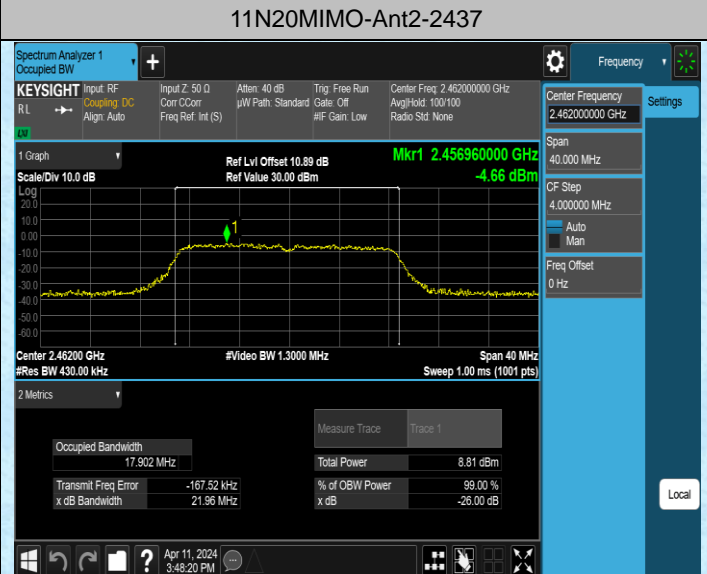 11N20MIMO-Ant2-2437
Spectrum Analyzer 1
Occupied BW
+
Frequency
KEYSIGHT
RL
Input: RF
Coupling: DC
Align: Auto
Input Z: 50 Ω
Corr CCorr
Freq Ref: Int (S)
Atten: 40 dB
µW Path: Standard
Trig: Free Run
Gate: Off
#IF Gain: Low
Center Freq: 2.462000000 GHz
Avg|Hold: 100/100
Radio Std: None
LXI
Center Frequency
2.462000000 GHz
Settings
Span
40.000 MHz
CF Step
4.000000 MHz
Auto
Man
Freq Offset
0 Hz
1 Graph
Scale/Div 10.0 dB
Ref Lvl Offset 10.89 dB
Ref Value 30.00 dBm
Mkr1 2.456960000 GHz
-4.66 dBm
Log
20.0
10.0
0.00
-10.0
-20.0
-30.0
-40.0
-50.0
-60.0
1
Center 2.46200 GHz
#Video BW 1.3000 MHz
Span 40 MHz
#Res BW 430.00 kHz
Sweep 1.00 ms (1001 pts)
2 Metrics
Measure Trace
Trace 1
Occupied Bandwidth
17.902 MHz
Total Power
8.81 dBm
Transmit Freq Error
-167.52 kHz
% of OBW Power
99.00 %
x dB Bandwidth
21.96 MHz
x dB
-26.00 dB
Local
?
Apr 11, 2024
3:48:20 PM